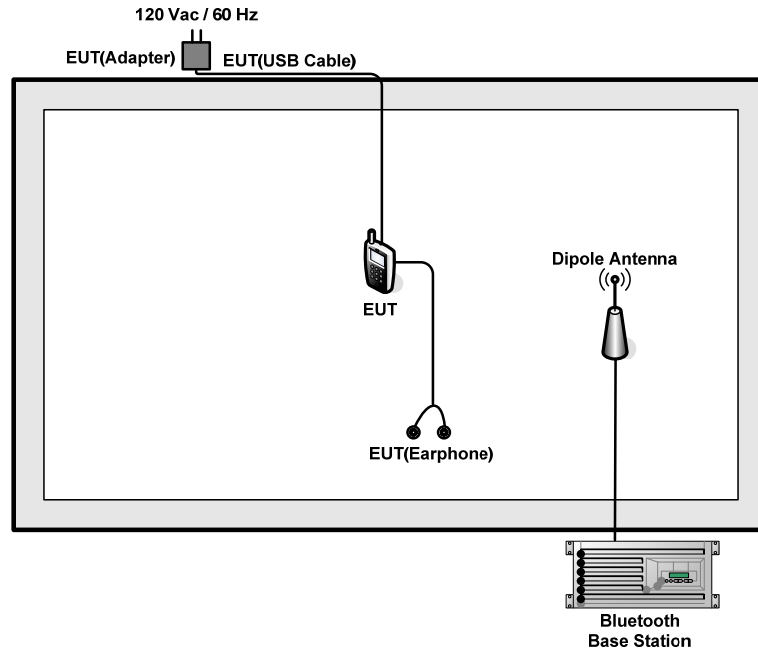 120 Vac / 60 Hz
EUT(Adapter)
EUT(USB Cable)
Dipole Antenna
EUT
EUT(Earphone)
Bluetooth
Base Station